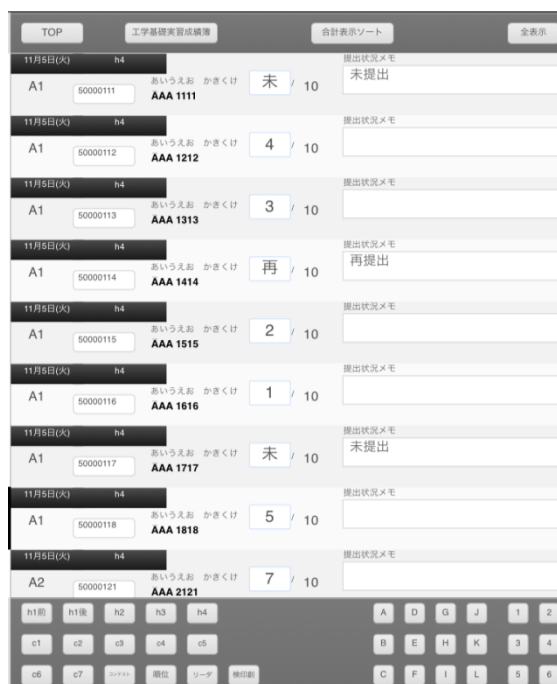 TOP 工学基礎実習成績簿 合計表示ソート 全表示
11月5日(火) h4 提出状況メモ
あいうえお かきくけ 未 / 10 未提出
A1 50000111 AAA 1111
11月5日(火) h4 提出状況メモ
あいうえお かきくけ 4 / 10
A1 50000112 AAA 1212
11月5日(火) h4 提出状況メモ
あいうえお かきくけ 3 / 10
A1 50000113 AAA 1313
11月5日(火) h4 提出状況メモ
あいうえお かきくけ 再 / 10 再提出
A1 50000114 AAA 1414
11月5日(火) h4 提出状況メモ
あいうえお かきくけ 2 / 10
A1 50000115 AAA 1515
11月5日(火) h4 提出状況メモ
あいうえお かきくけ 1 / 10
A1 50000116 AAA 1616
11月5日(火) h4 提出状況メモ
あいうえお かきくけ 未 / 10 未提出
A1 50000117 AAA 1717
11月5日(火) h4 提出状況メモ
あいうえお かきくけ 5 / 10
A1 50000118 AAA 1818
11月5日(火) h4 提出状況メモ
あいうえお かきくけ 7 / 10
A2 50000121 AAA 2121
h1前 h1後 h2 h3 h4 A D G J 1 2
c1 c2 c3 c4 c5 B E H K 3 4
c6 c7 コンテスト 順位 リーダ 検印刷 C F I L 5 6